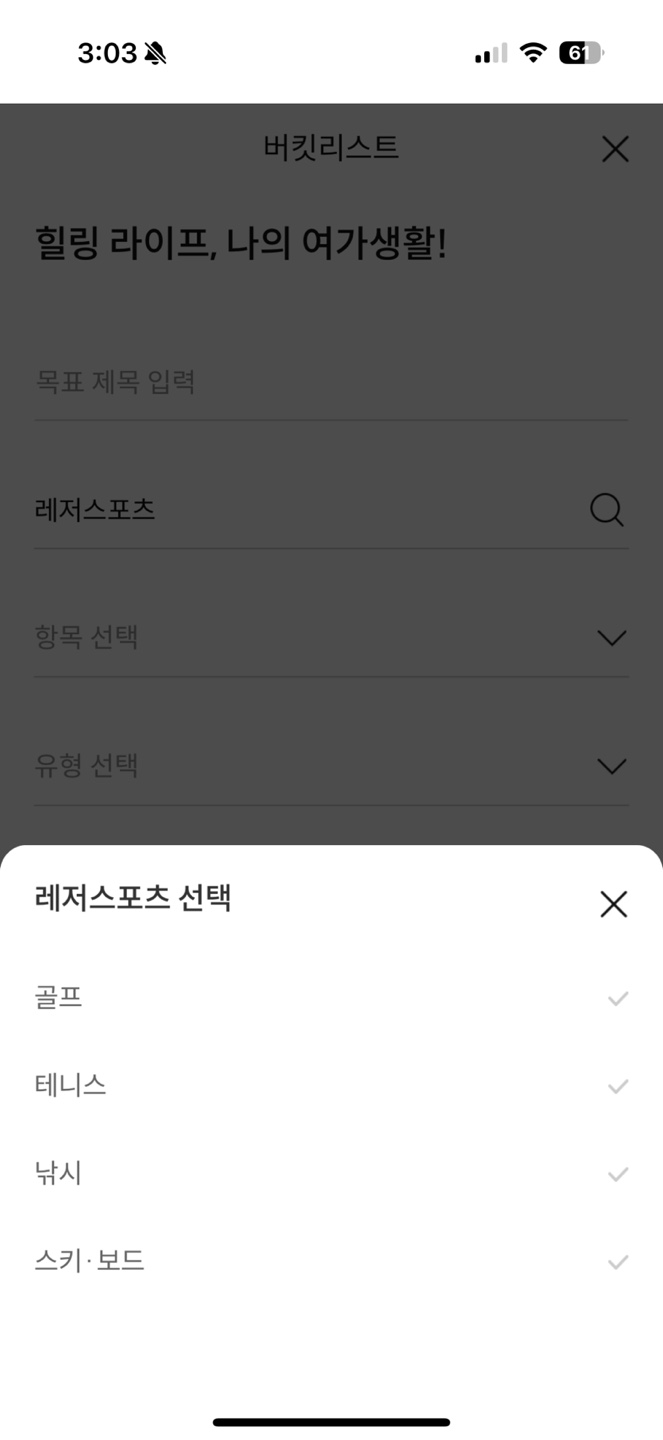 3:03
61
버킷리스트
힐링 라이프, 나의 여가생활!
목표 제목 입력
레저스포츠
항목 선택
유형 선택
레저스포츠 선택
골프
테니스
낚시
스키·보드